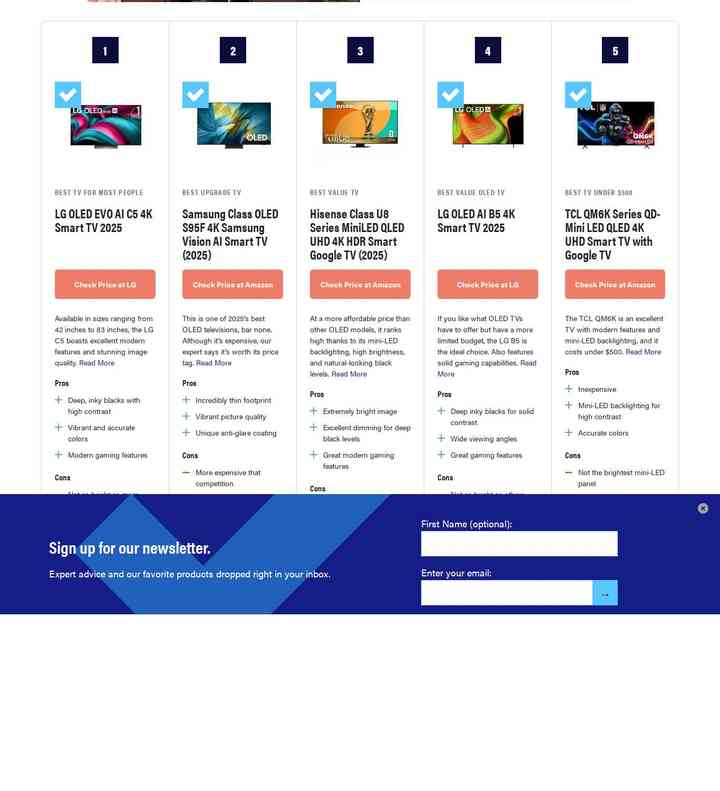 1
LG OLED evo AI
BEST TV FOR MOST PEOPLE
LG OLED EVO AI C5 4K
Smart TV 2025
Check Price at LG
Available in sizes ranging from
42 inches to 83 inches, the LG
C5 boasts excellent modern
features and stunning image
quality. Read More
Pros
Deep, inky blacks with
high contrast
Vibrant and accurate
colors
Modern gaming features
Cons
2
OLED
BEST UPGRADE TV
Samsung Class OLED
S95F 4K Samsung
Vision AI Smart TV
(2025)
Check Price at Amazon
This is one of 2025's best
OLED televisions, bar none.
Although it's expensive, our
expert says it's worth its price
tag. Read More
Pros
Incredibly thin footprint
Vibrant picture quality
Unique anti-glare coating
Cons
More expensive that
competition
3
Hisense
BEST VALUE TV
Hisense Class U8
Series MiniLED QLED
UHD 4K HDR Smart
Google TV (2025)
Check Price at Amazon
At a more affordable price than
other OLED models, it ranks
high thanks to its mini-LED
backlighting, high brightness,
and natural-looking black
levels. Read More
Pros
Extremely bright image
Excellent dimming for deep
black levels
Great modern gaming
features
Cons
4
LG OLED AI
BEST VALUE OLED TV
LG OLED AI B5 4K
Smart TV 2025
Check Price at LG
If you like what OLED TVs
have to offer but have a more
limited budget, the LG B5 is
the ideal choice. Also features
solid gaming capabilities. Read
More
Pros
Deep inky blacks for solid
contrast
Wide viewing angles
Great gaming features
Cons
5
TCL
QM6K
BEST TV UNDER $500
TCL QM6K Series QD-
Mini LED QLED 4K
UHD Smart TV with
Google TV
Check Price at Amazon
The TCL QM6K is an excellent
TV with modern features and
mini-LED backlighting, and it
costs under $500. Read More
Pros
Inexpensive
Mini-LED backlighting for
high contrast
Accurate colors
Cons
Not the brightest mini-LED
panel
Sign up for our newsletter.
Expert advice and our favorite products dropped right in your inbox.
First Name (optional):
Enter your email:
→